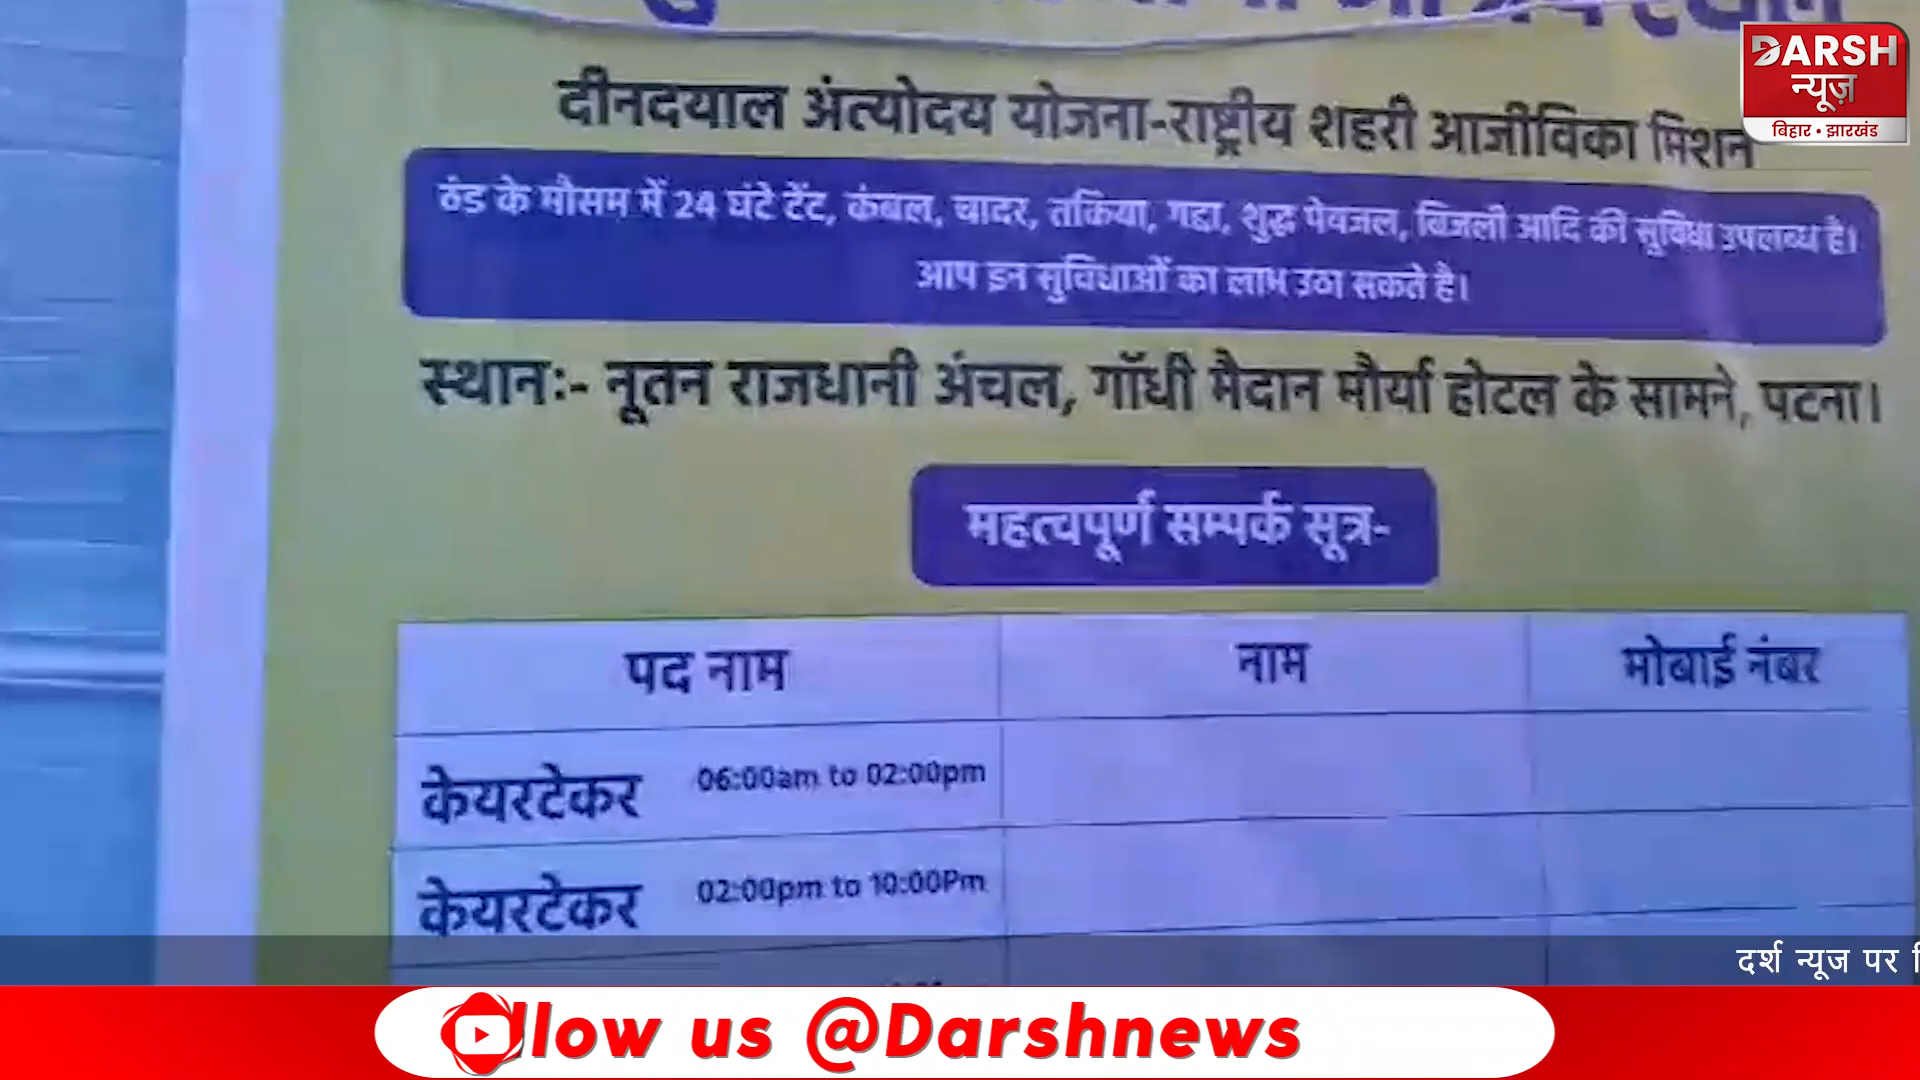 DARSH
न्यूज़
बिहार • झारखंड
दीनदयाल अंत्योदय योजना-राष्ट्रीय शहरी आजीविका मिशन
ठंड के मौसम में 24 घंटे टेंट, कंबल, चादर, तकिया, गद्दा, शुद्ध पेयजल, बिजली आदि की सुविधा उपलब्ध है।
आप इन सुविधाओं का लाभ उठा सकते है।
स्थानः- नूतन राजधानी अंचल, गाँधी मैदान मौर्या होटल के सामने, पटना।
महत्वपूर्ण सम्पर्क सूत्र-
पद नाम नाम मोबाई नंबर
केयरटेकर 06:00am to 02:00pm
केयरटेकर 02:00pm to 10:00Pm
दर्श न्यूज पर
llow us @Darshnews